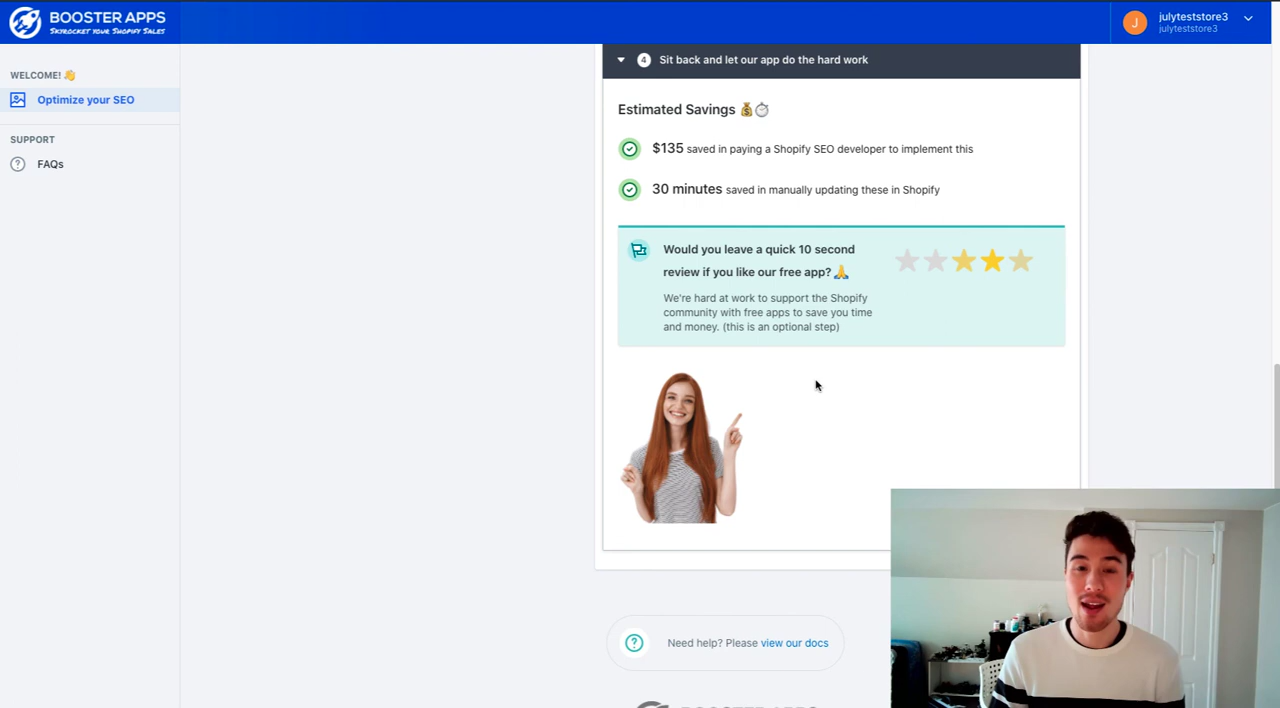 BOOSTER APPS
SKYROCKET YOUR SHOPIFY SALES
J
julyteststore3
julyteststore3
WELCOME! 👋
Optimize your SEO
SUPPORT
? FAQs
4 Sit back and let our app do the hard work
Estimated Savings 💰⏱
$135 saved in paying a Shopify SEO developer to implement this
30 minutes saved in manually updating these in Shopify
Would you leave a quick 10 second
review if you like our free app? 🙏
We're hard at work to support the Shopify
community with free apps to save you time
and money. (this is an optional step)
? Need help? Please view our docs
BOOSTER APPS